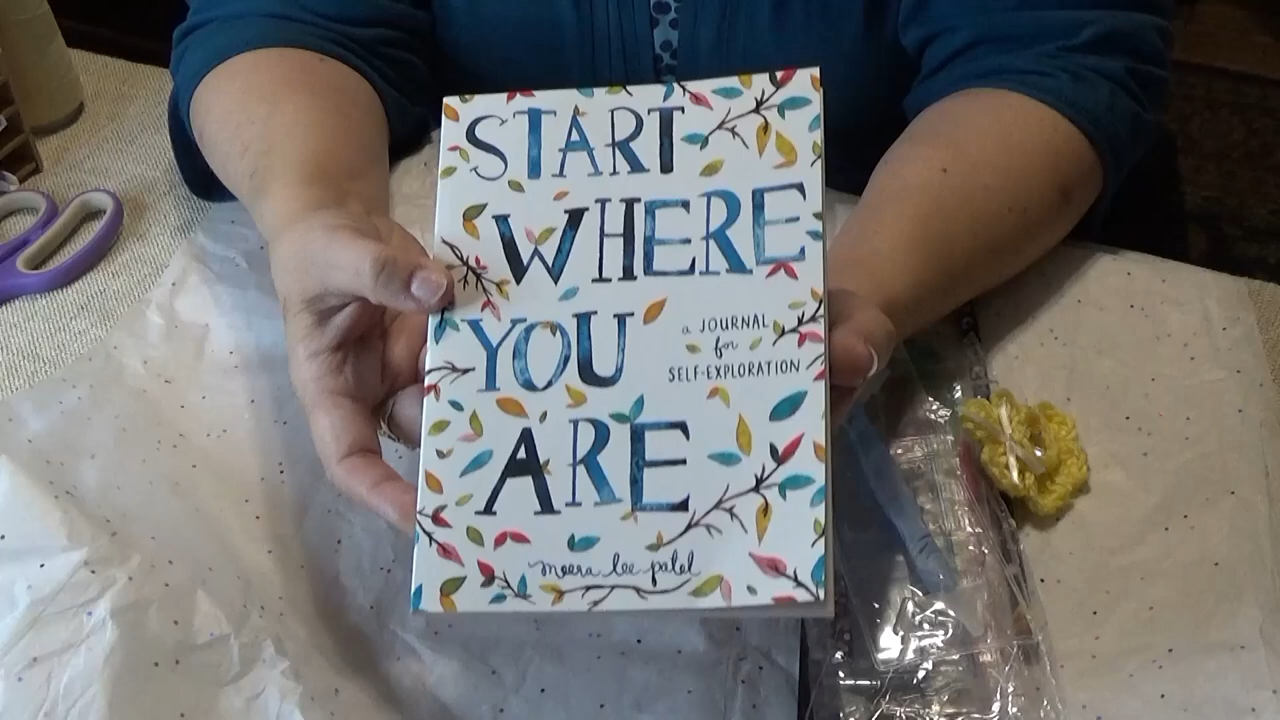 START
WHERE
YOU
a JOURNAL
for
SELF-EXPLORATION
ARE
meera lee patel